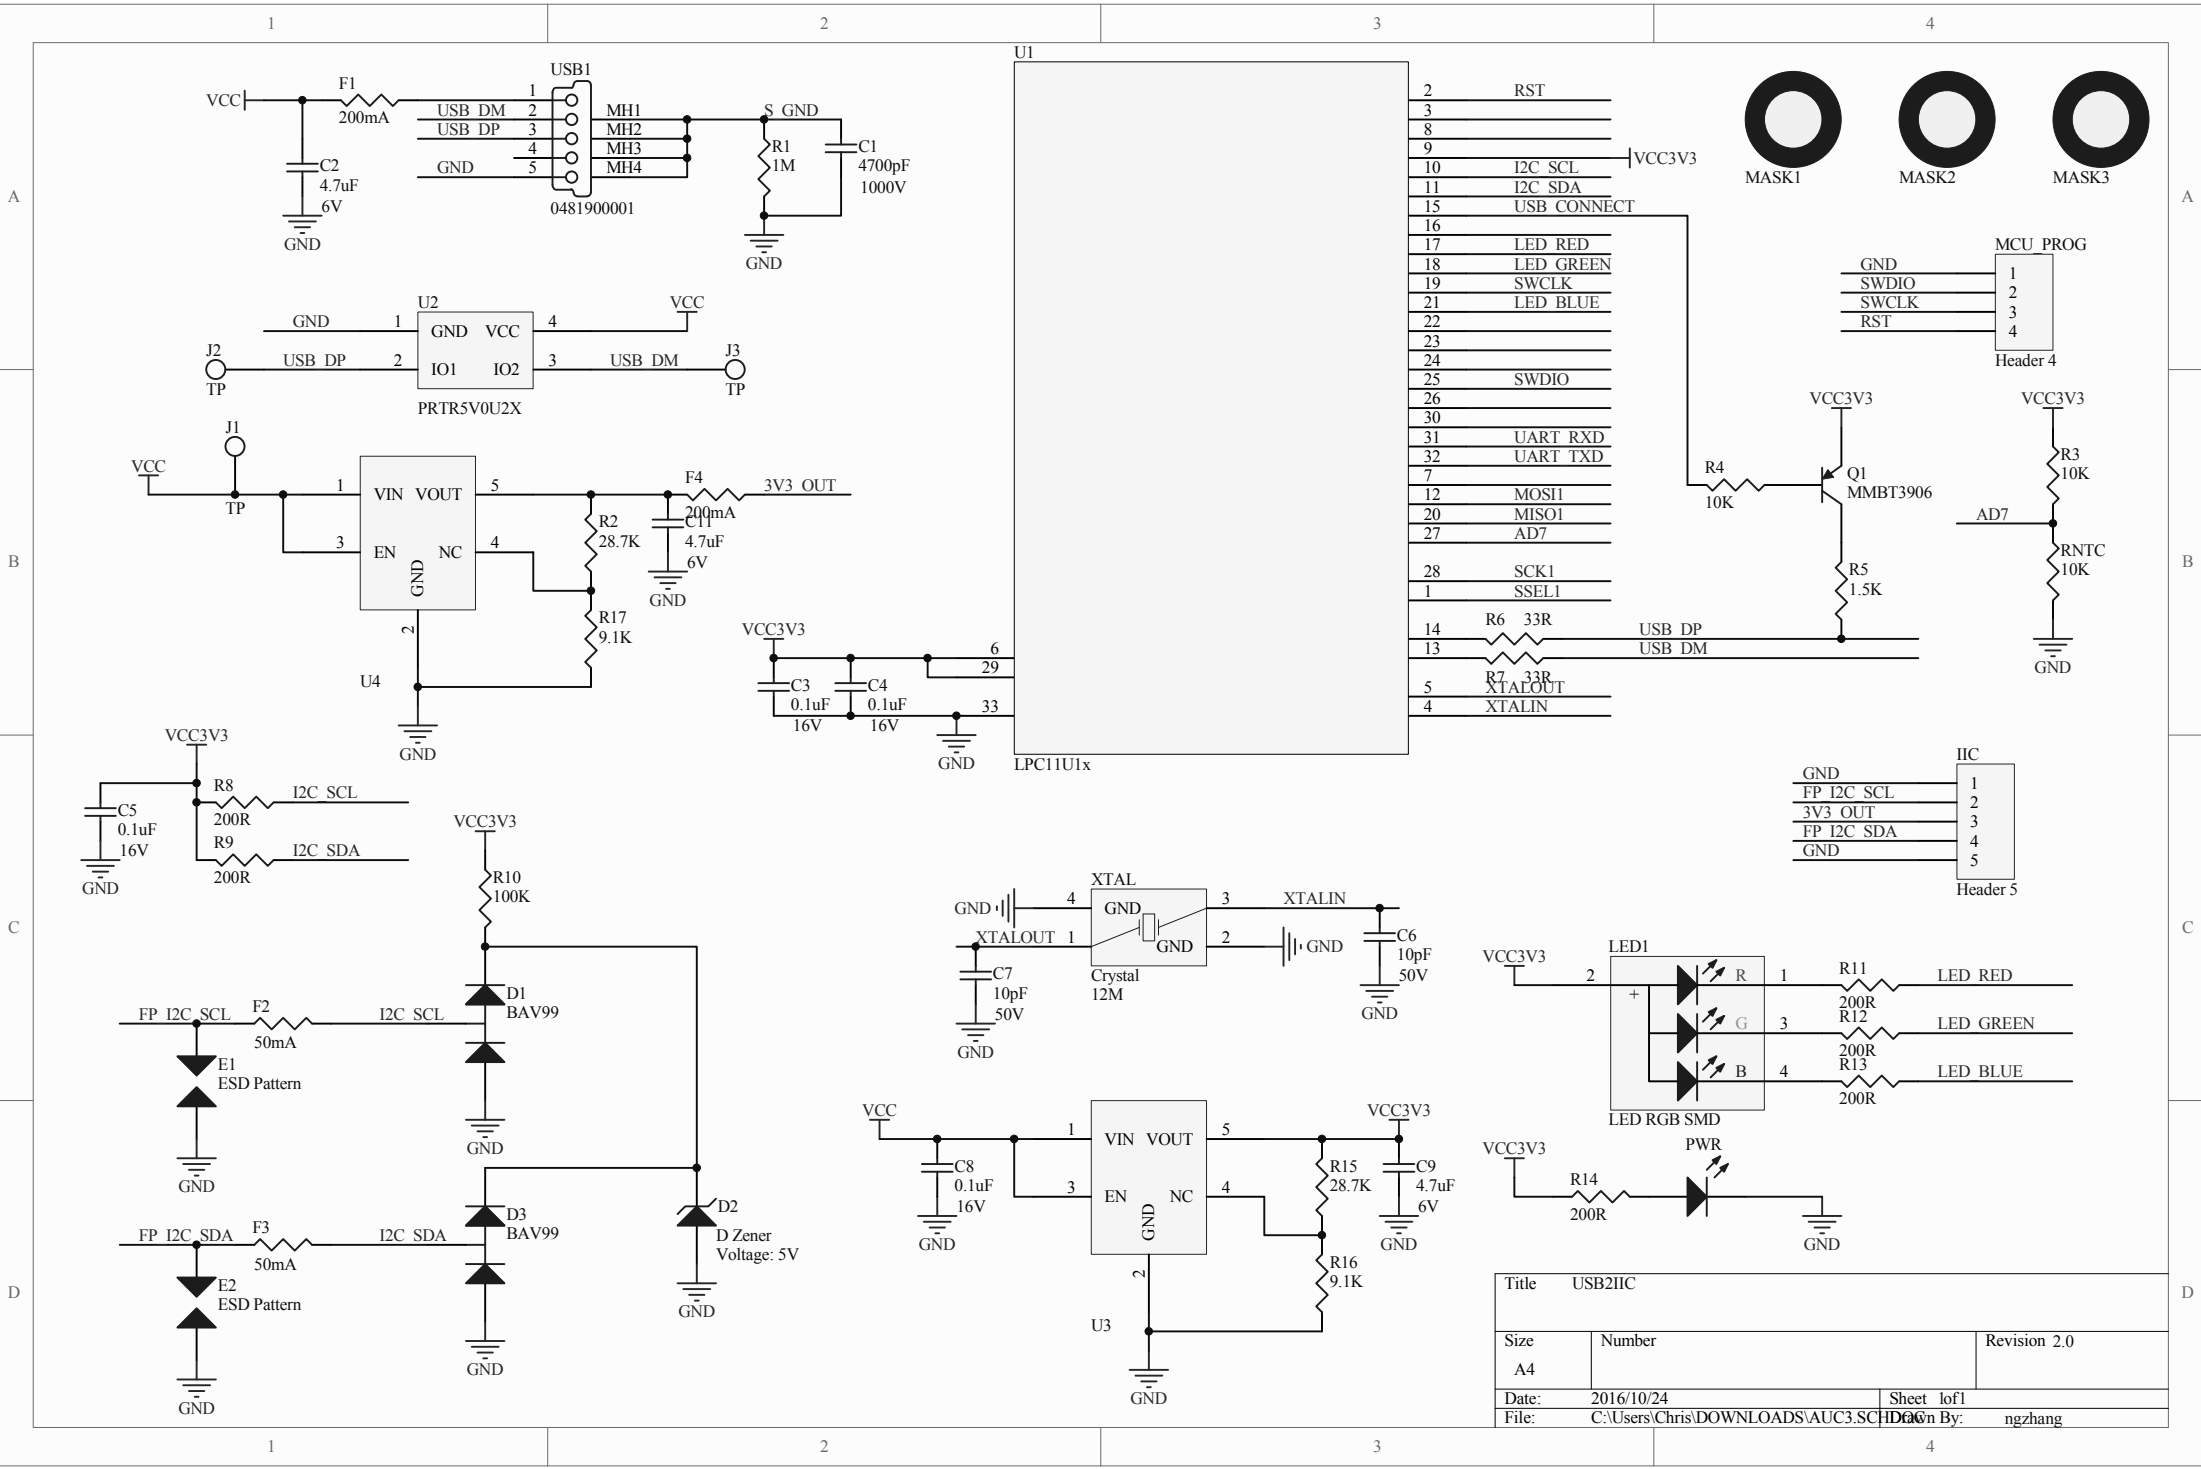 1 2 3 4
A
B
C
D
A
B
C
D
1 2 3 4
USB1
F1
200mA
VCC
C2
4.7uF
6V
GND
USB_DM
USB_DP
GND
1
2
3
4
5
MH1
MH2
MH3
MH4
0481900001
S_GND
R1
1M
C1
4700pF
1000V
GND
U2
GND
USB_DP
1
2
GND VCC
IO1 IO2
4
3
VCC
USB_DM
J2
TP
J3
TP
PRTR5V0U2X
J1
TP
VCC
1
3
VIN VOUT
EN NC
GND
5
4
2
U4
GND
R2
28.7K
R17
9.1K
F4
200mA
3V3_OUT
C11
4.7uF
6V
GND
U1
LPC11U1x
2 RST
3
8
9 VCC3V3
10 I2C_SCL
11 I2C_SDA
15 USB_CONNECT
16
17 LED_RED
18 LED_GREEN
19 SWCLK
21 LED_BLUE
22
23
24
25 SWDIO
26
30
31 UART_RXD
32 UART_TXD
7
12 MOSI1
20 MISO1
27 AD7
28 SCK1
1 SSEL1
14 R6 33R USB_DP
13 USB_DM
R7 33R
5 XTALOUT
4 XTALIN
VCC3V3
6
29
33
C3
0.1uF
16V
C4
0.1uF
16V
GND
MASK1
MASK2
MASK3
MCU_PROG
GND
SWDIO
SWCLK
RST
1
2
3
4
Header 4
VCC3V3
R4
10K
Q1
MMBT3906
R5
1.5K
VCC3V3
R3
10K
AD7
RNTC
10K
GND
VCC3V3
C5
0.1uF
16V
GND
R8
200R
I2C_SCL
R9
200R
I2C_SDA
VCC3V3
R10
100K
FP_I2C_SCL
F2
50mA
I2C_SCL
D1
BAV99
E1
ESD Pattern
GND
GND
FP_I2C_SDA
F3
50mA
I2C_SDA
D3
BAV99
E2
ESD Pattern
GND
GND
D2
D Zener
Voltage: 5V
GND
XTAL
GND
4
GND
3
XTALIN
XTALOUT
1
GND
2
GND
Crystal
12M
C7
10pF
50V
GND
C6
10pF
50V
GND
VCC
C8
0.1uF
16V
GND
1
3
VIN VOUT
EN NC
GND
5
4
2
U3
GND
VCC3V3
R15
28.7K
R16
9.1K
C9
4.7uF
6V
GND
IIC
GND
FP_I2C_SCL
3V3_OUT
FP_I2C_SDA
GND
1
2
3
4
5
Header 5
VCC3V3
LED1
2
+
R
G
B
1
3
4
R11
200R
R12
200R
R13
200R
LED_RED
LED_GREEN
LED_BLUE
LED RGB SMD
VCC3V3
R14
200R
PWR
GND
Title USB2IIC
Size
A4
Number
Revision 2.0
Date: 2016/10/24 Sheet 1of1
File: C:\Users\Chris\DOWNLOADS\AUC3.SCHDOC Drawn By: ngzhang